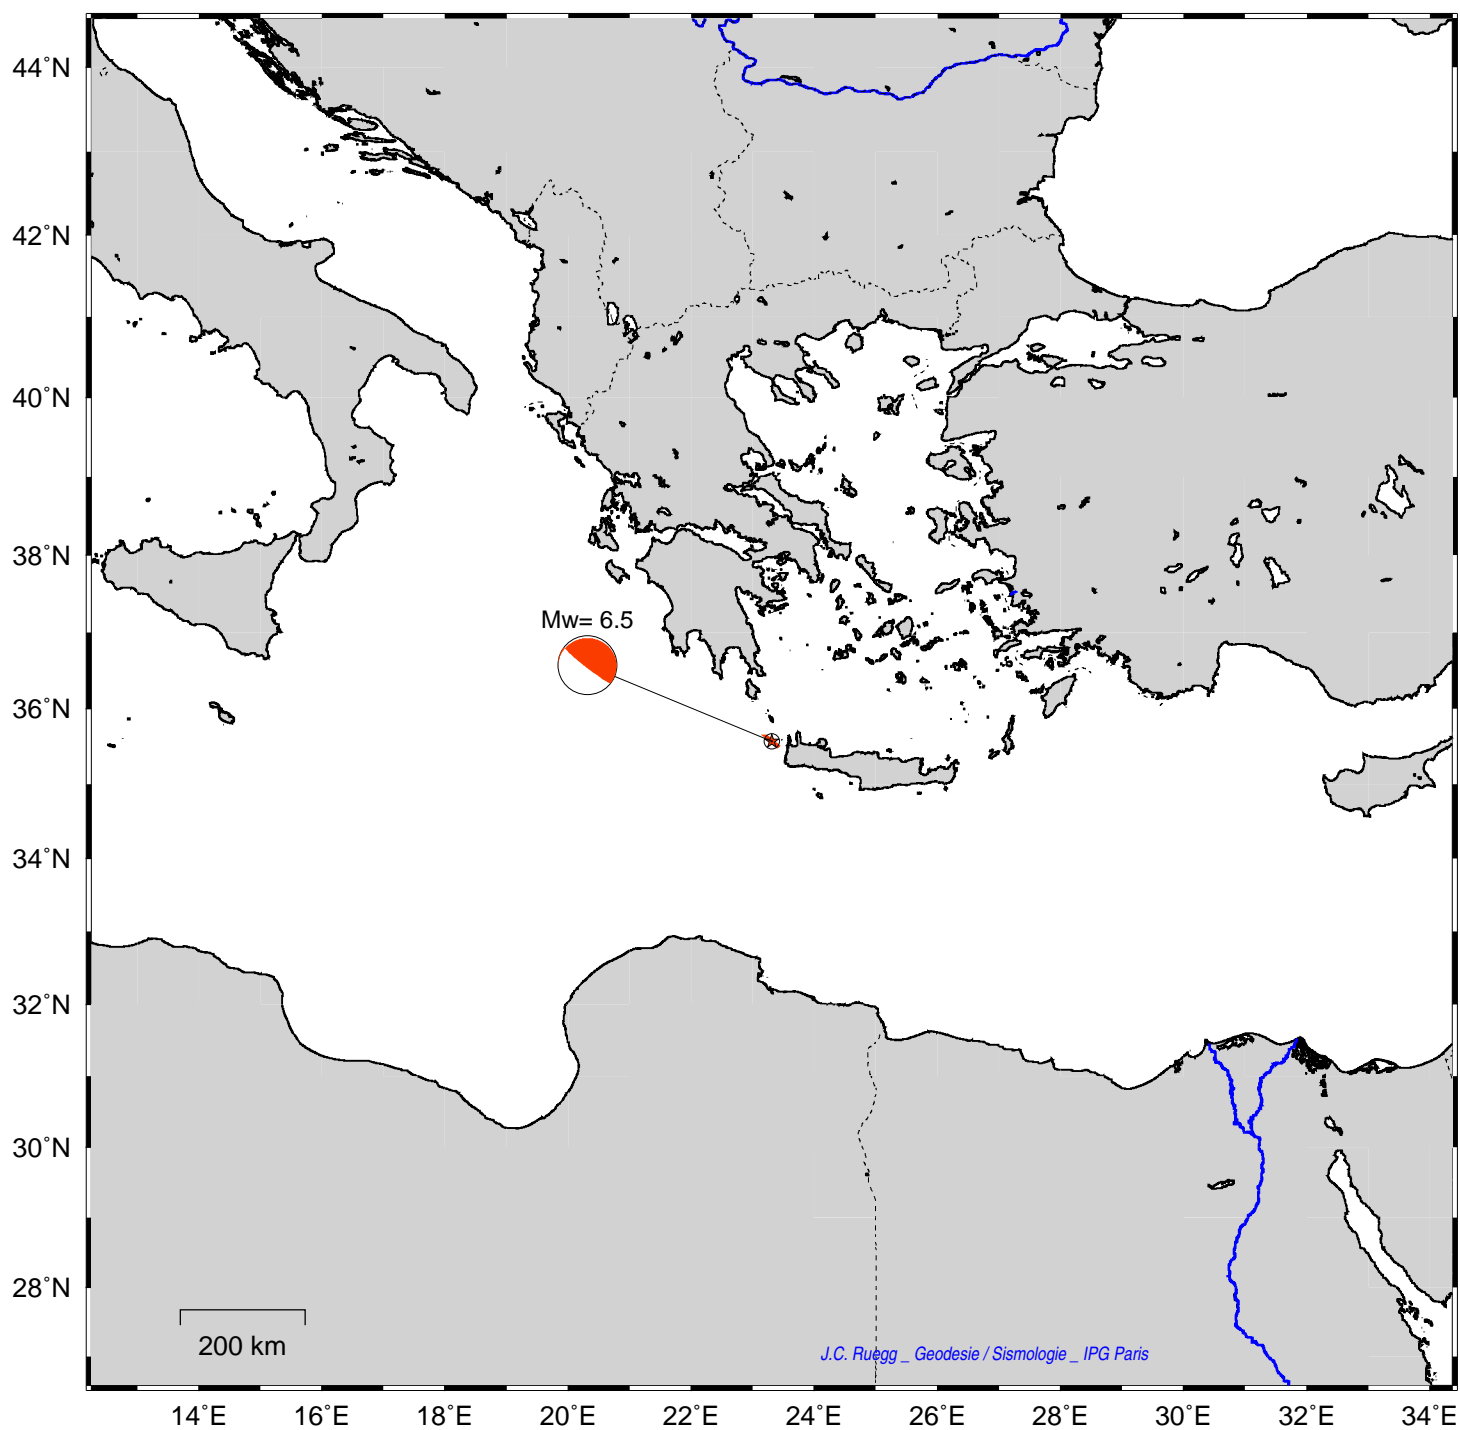 44°N
42°N
40°N
38°N
Mw= 6.5
36°N
34°N
32°N
30°N
28°N
200 km
J.C. Ruegg _ Geodesie / Sismologie _ IPG Paris
14°E 16°E 18°E 20°E 22°E 24°E 26°E 28°E 30°E 32°E 34°E